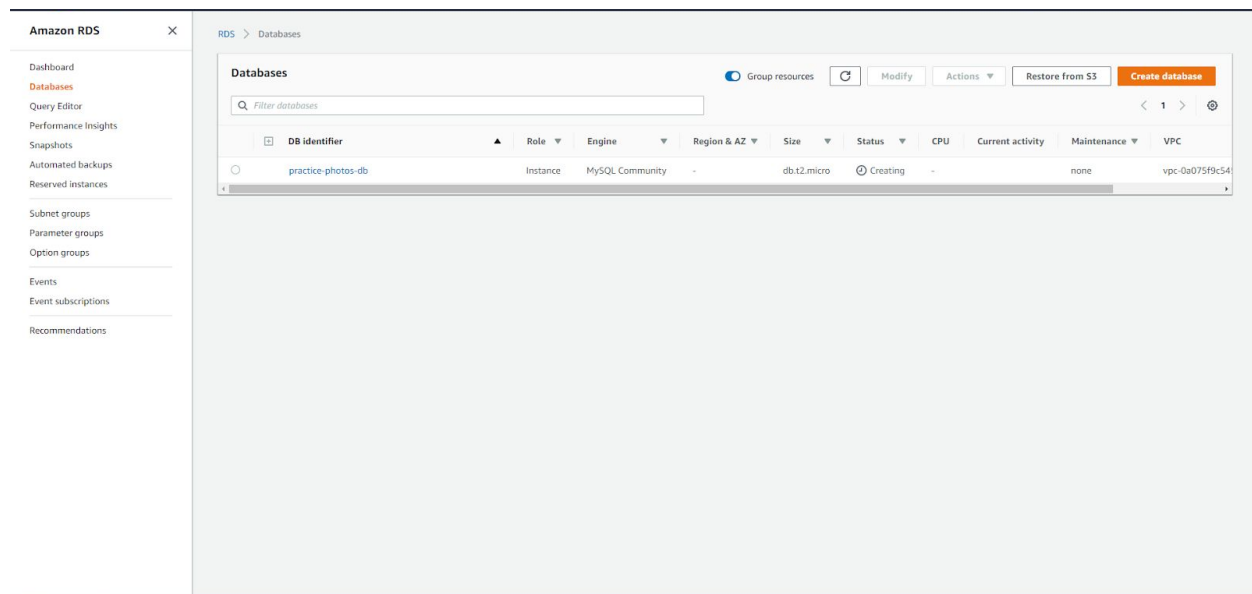 Amazon RDS
Dashboard
Databases
Query Editor
Performance Insights
Snapshots
Automated backups
Reserved instances
Subnet groups
Parameter groups
Option groups
Events
Event subscriptions
Recommendations
RDS > Databases
Databases
Group resources Modify Actions Restore from S3 Create database
Filter databases
1
DB identifier Role Engine Region & AZ Size Status CPU Current activity Maintenance VPC
practice-photos-db Instance MySQL Community - db.t2.micro Creating - none